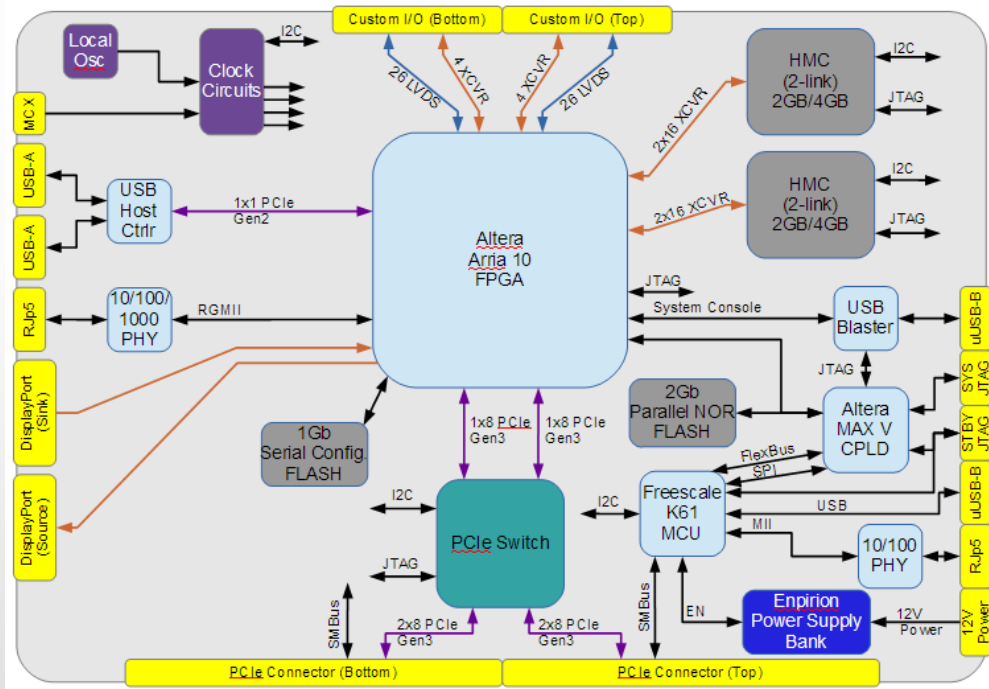 Custom I/O (Bottom)
Custom I/O (Top)
Local
Osc
Clock
Circuits
I2C
26 LVDS
4 XCVR
4 XCVR
26 LVDS
HMC
(2-link)
2GB/4GB
I2C
JTAG
2x16 XCVR
MCX
USB-A
USB-A
USB
Host
Ctrlr
1x1 PCIe
Gen2
Altera
Arria 10
FPGA
2x16 XCVR
HMC
(2-link)
2GB/4GB
I2C
JTAG
RJp5
10/100/
1000
PHY
RGMII
JTAG
System Console
USB
Blaster
uUSB-B
JTAG
SYS
JTAG
DisplayPort
(Sink)
1Gb
Serial Config.
FLASH
1x8 PCIe
Gen3
1x8 PCIe
Gen3
2Gb
Parallel NOR
FLASH
Altera
MAX V
CPLD
STBY
JTAG
FlexBus
SPI
DisplayPort
(Source)
I2C
JTAG
PCIe Switch
I2C
Freescale
K61
MCU
USB
uUSB-B
MII
10/100
PHY
RJp5
SMBus
2x8 PCIe
Gen3
2x8 PCIe
Gen3
SMBus
EN
Enpirion
Power Supply
Bank
12V
Power
12V
Power
PCIe Connector (Bottom)
PCIe Connector (Top)